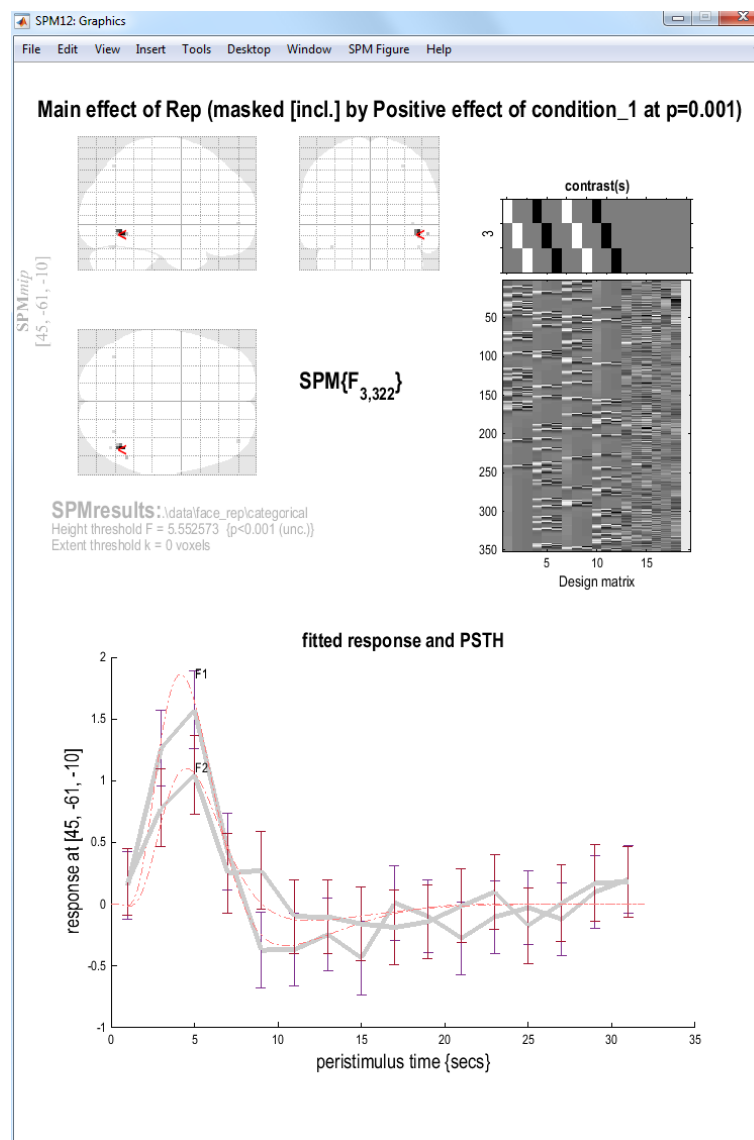 SPM12: Graphics
File Edit View Insert Tools Desktop Window SPM Figure Help
Main effect of Rep (masked [incl.] by Positive effect of condition_1 at p=0.001)
SPMmip
[45, -61, -10]
<
<
<
SPM{F3,322}
contrast(s)
3
50
100
150
200
250
300
350
5 10 15
Design matrix
SPMresults: .\data\face_rep\categorical
Height threshold F = 5.552573 {p<0.001 (unc.)}
Extent threshold k = 0 voxels
fitted response and PSTH
response at [45, -61, -10]
2
1.5
1
0.5
0
-0.5
-1
F1
F2
0 5 10 15 20 25 30 35
peristimulus time {secs}